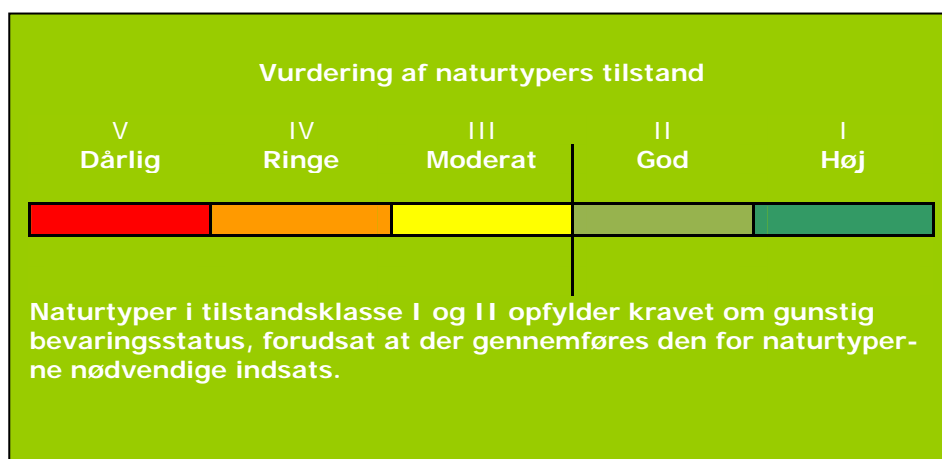 Vurdering af naturtypers tilstand
V IV III II I
Dårlig Ringe Moderat God Høj
Naturtyper i tilstandsklasse I og II opfylder kravet om gunstig
bevaringsstatus, forudsat at der gennemføres den for naturtyper-
ne nødvendige indsats.